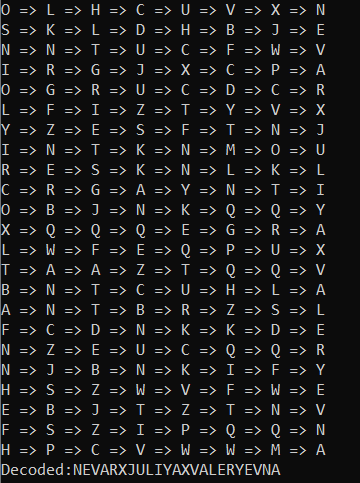 O => L => H => C => U => V => X => N
S => K => L => D => H => B => J => E
N => N => T => U => C => F => W => V
I => R => G => J => X => C => P => A
O => G => R => U => C => D => C => R
L => F => I => Z => T => Y => V => X
Y => Z => E => S => F => T => N => J
I => N => T => K => N => M => O => U
R => E => S => K => N => L => K => L
C => R => G => A => Y => N => T => I
O => B => J => N => K => Q => Q => Y
X => Q => Q => Q => E => G => R => A
L => W => F => E => Q => P => U => X
T => A => A => Z => T => Q => Q => V
B => N => T => C => U => H => L => A
A => N => T => B => R => Z => S => L
F => C => D => N => K => K => D => E
N => Z => E => U => C => Q => Q => R
N => J => B => N => K => I => F => Y
H => S => Z => W => V => F => W => E
E => B => J => T => Z => T => N => V
F => S => Z => I => P => Q => Q => N
H => P => C => V => W => W => M => A
Decoded:NEVARXJULIYAXVALERYEVNA